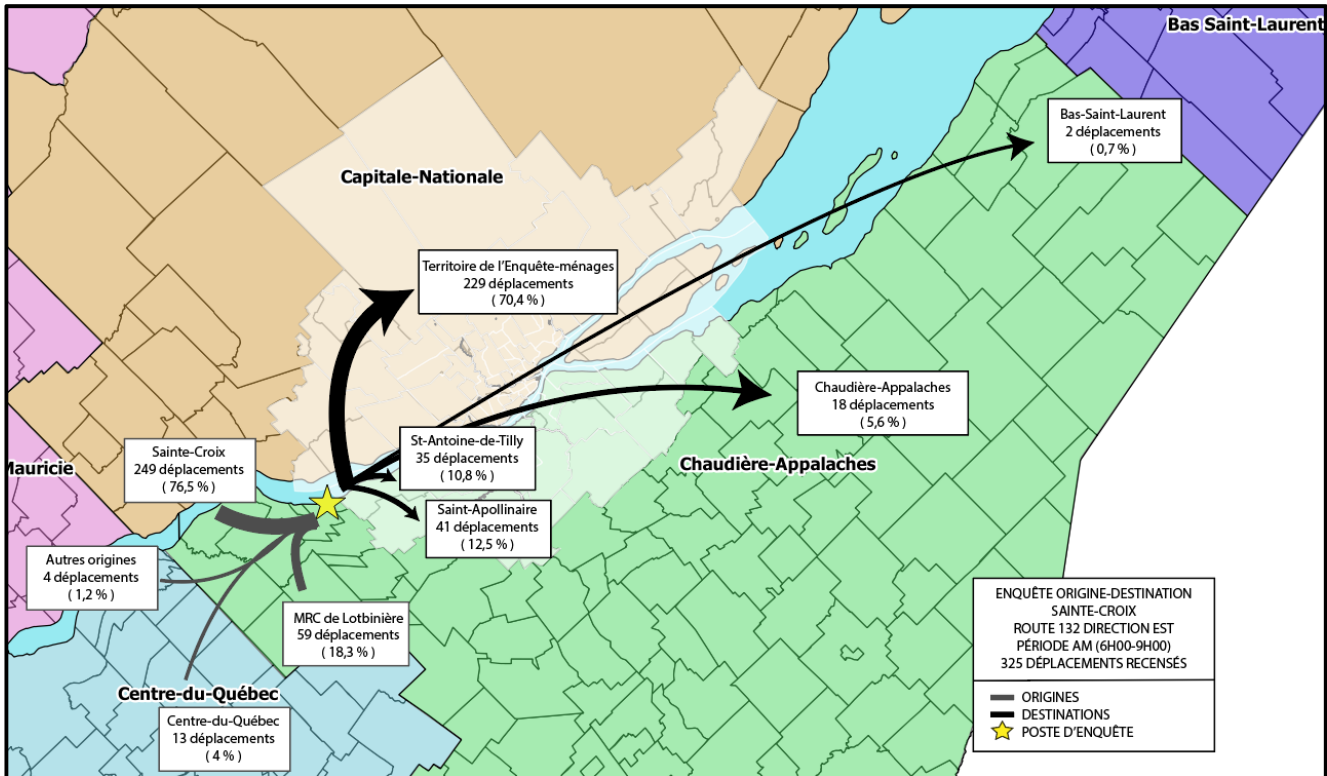 Bas Saint-Laurent
Bas-Saint-Laurent
2 déplacements
( 0,7 % )
Capitale-Nationale
Territoire de l'Enquête-ménages
229 déplacements
( 70,4 % )
Chaudière-Appalaches
18 déplacements
( 5,6 % )
St-Antoine-de-Tilly
35 déplacements
( 10,8 % )
Sainte-Croix
249 déplacements
( 76,5 % )
Mauricie
Chaudière-Appalaches
Saint-Apollinaire
41 déplacements
( 12,5 % )
Autres origines
4 déplacements
( 1,2 % )
MRC de Lotbinière
59 déplacements
( 18,3 % )
Centre-du-Québec
Centre-du-Québec
13 déplacements
( 4 % )
ENQUÊTE ORIGINE-DESTINATION
SAINTE-CROIX
ROUTE 132 DIRECTION EST
PÉRIODE AM (6H00-9H00)
325 DÉPLACEMENTS RECENSÉS
ORIGINES
DESTINATIONS
POSTE D'ENQUÊTE